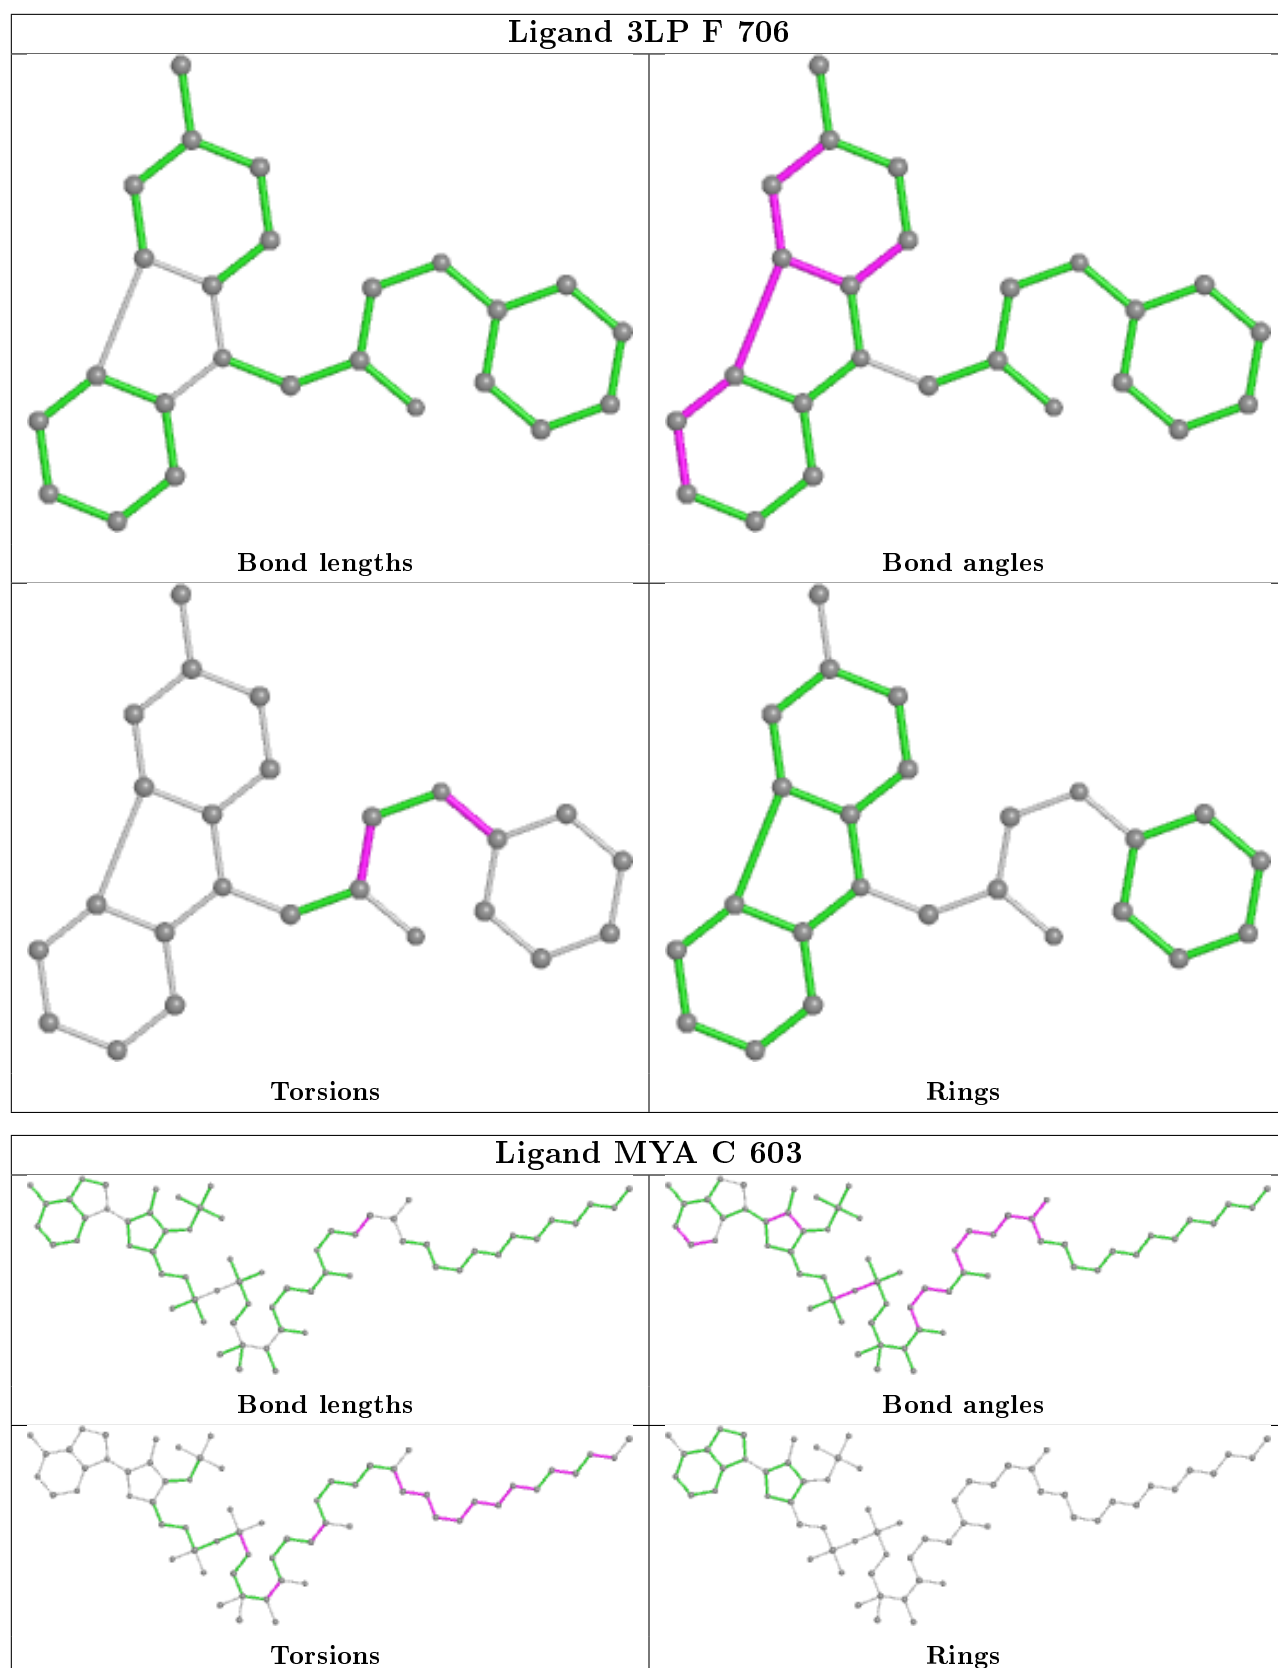 Ligand 3LP F 706
Bond lengths
Bond angles
Torsions
Rings
Ligand MYA C 603
Bond lengths
Bond angles
Torsions
Rings